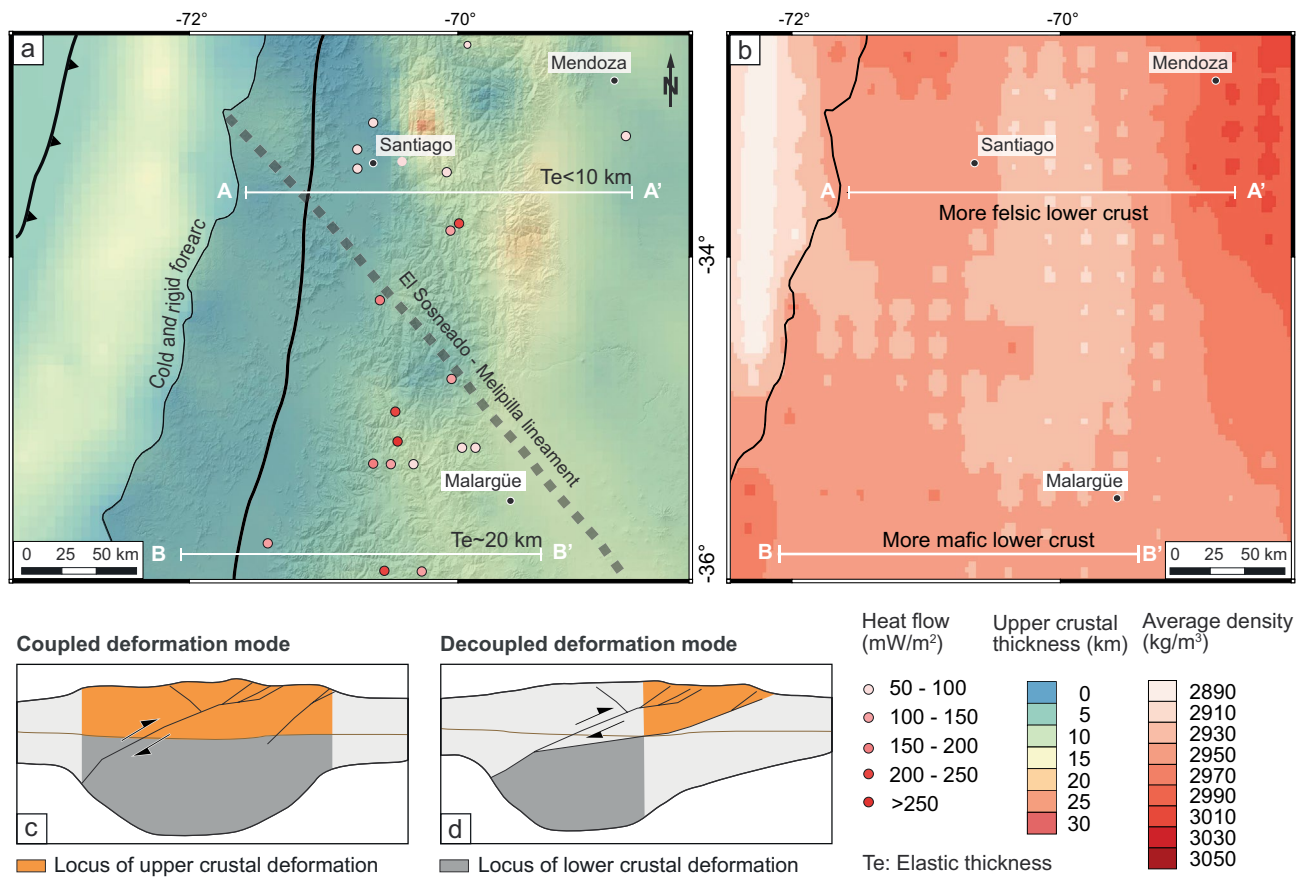 -72°
-70°
-72°
-70°
a
Mendoza
N
Santiago
Te<10 km
A
A'
Cold and rigid forearc
El Sosneado - Melipilla lineament
Malargüe
Te~20 km
B
B'
0 25 50 km
-34°
-36°
b
Mendoza
Santiago
A
A'
More felsic lower crust
Malargüe
More mafic lower crust
B
B'
0 25 50 km
Coupled deformation mode
c
Decoupled deformation mode
d
Locus of upper crustal deformation
Locus of lower crustal deformation
Heat flow
(mW/m²)
50 - 100
100 - 150
150 - 200
200 - 250
>250
Te: Elastic thickness
Upper crustal
thickness (km)
0
5
10
15
20
25
30
Average density
(kg/m³)
2890
2910
2930
2950
2970
2990
3010
3030
3050